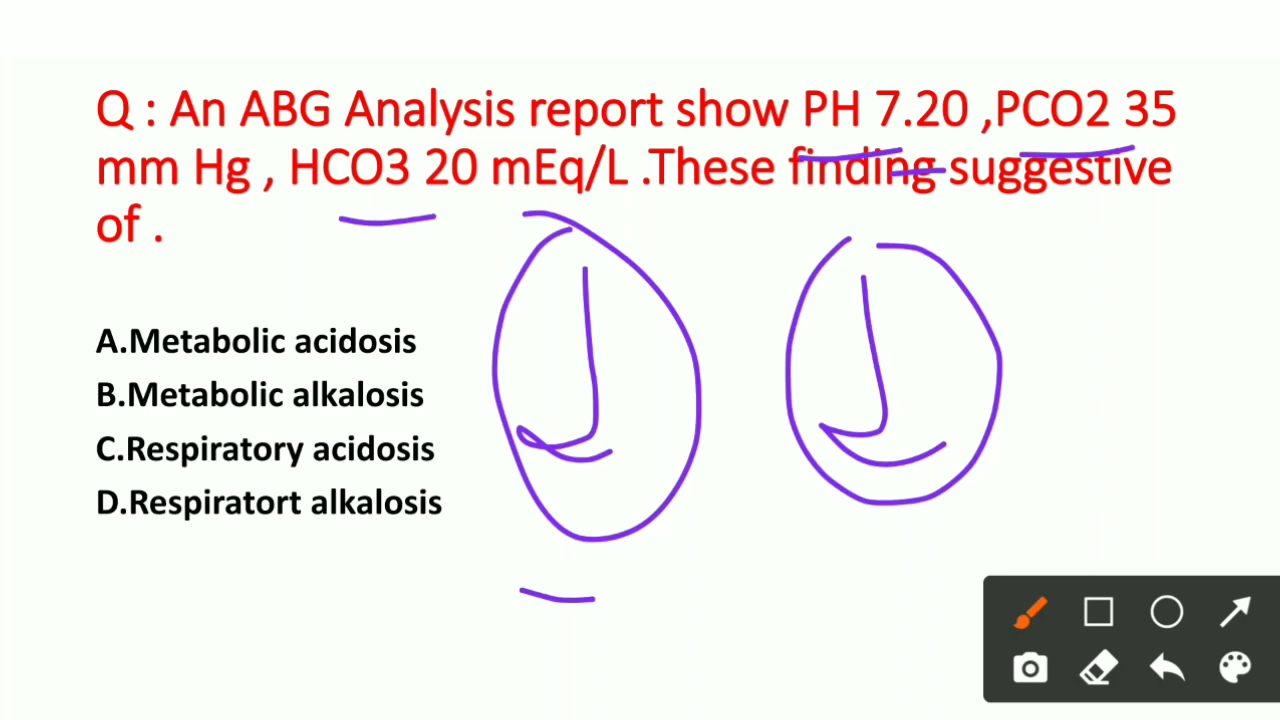 Q : An ABG Analysis report show PH 7.20 ,PCO2 35
mm Hg , HCO3 20 mEq/L .These finding suggestive
of .
A.Metabolic acidosis
B.Metabolic alkalosis
C.Respiratory acidosis
D.Respiratort alkalosis